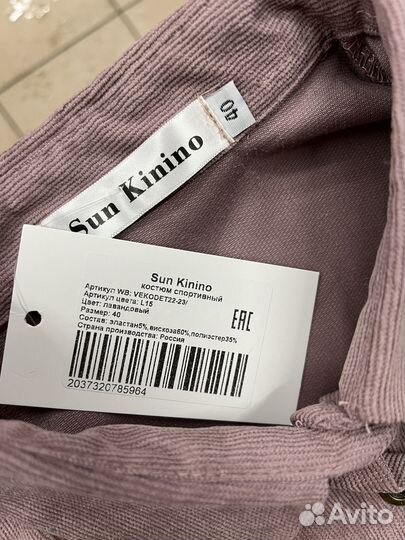 Sun Kinino
40
Sun Kinino
костюм спортивный
Артикул WB: VEKODET22-23/
Артикул цвета: L15
Цвет: лавандовый
Размер: 40
Состав: эластан5%,вискоза60%,полиэстер35%
Страна производства: Россия
EAC
2037320785964
Avito